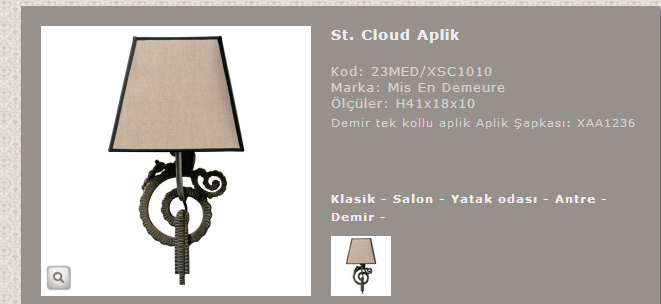 St. Cloud Aplik
Kod: 23MED/XSC1010
Marka: Mis En Demeure
Ölçüler: H41x18x10
Demir tek kollu aplik Aplik Şapkası: XAA1236
Klasik - Salon - Yatak odası - Antre -
Demir -